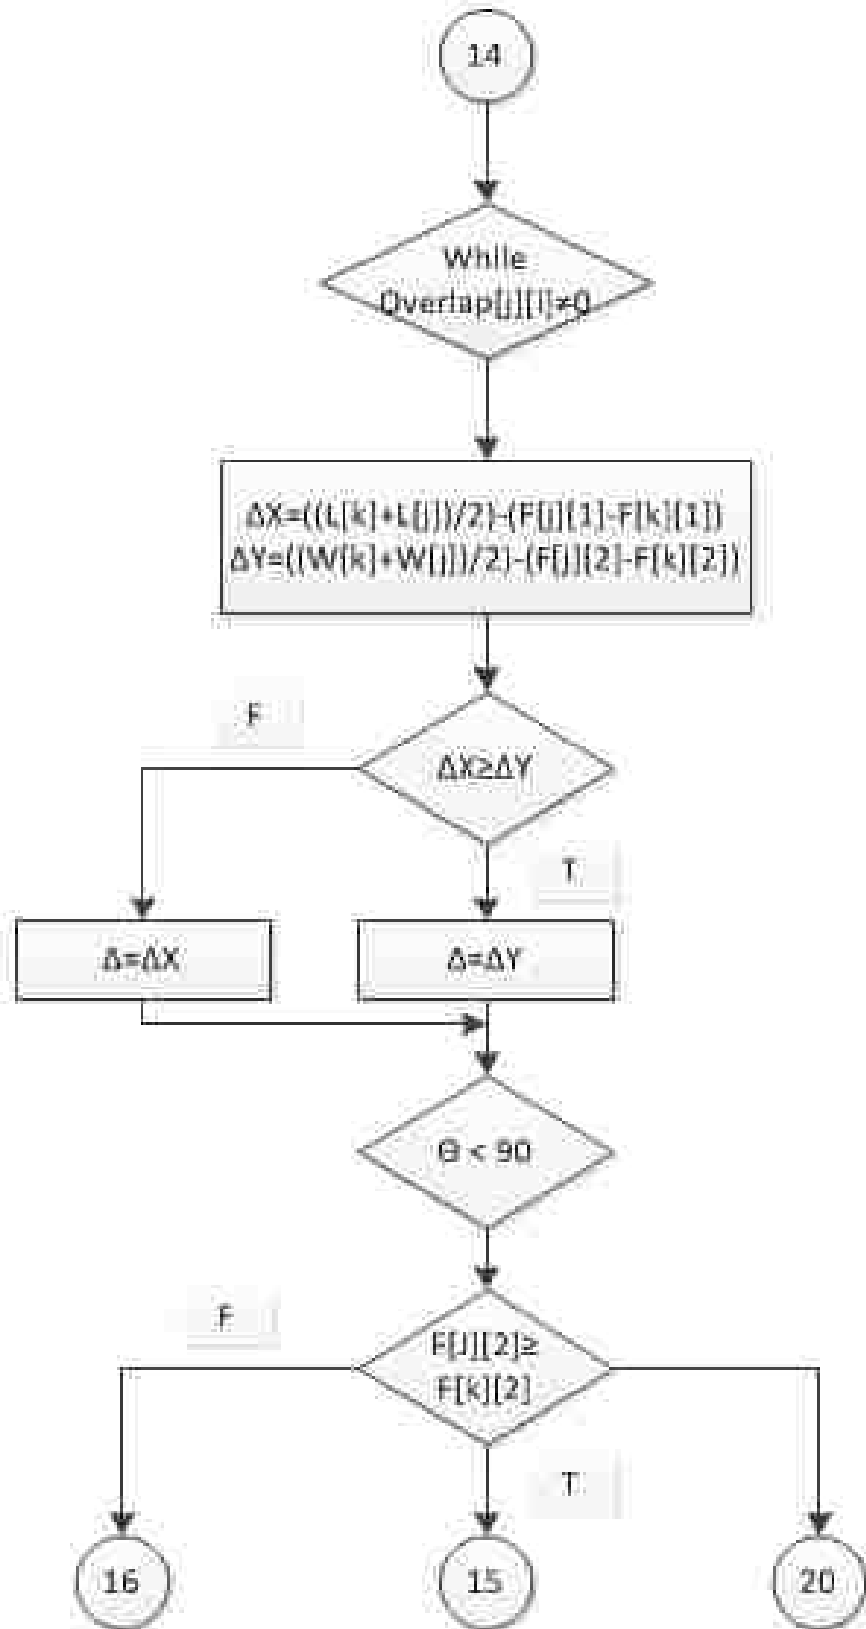 14
While
Overlap[j][i]≠0
ΔX=((L[k]+L[j])/2)-(F[j][1]-F[k][1])
ΔY=((W[k]+W[j])/2)-(F[j][2]-F[k][2])
F
ΔX≥ΔY
T
Δ=ΔX
Δ=ΔY
Θ < 90
F
F[J][2]≥
F[k][2]
T
16
15
20